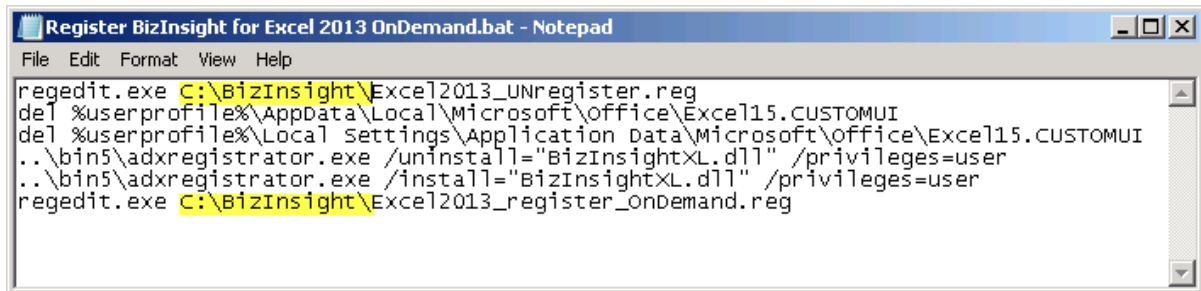 Register BizInsight for Excel 2013 OnDemand.bat - Notepad
File Edit Format View Help
regedit.exe C:\BizInsight\Excel2013_UNregister.reg
del %userprofile%\AppData\Local\Microsoft\Office\Excel15.CUSTOMUI
del %userprofile%\Local Settings\Application Data\Microsoft\Office\Excel15.CUSTOMUI
..\bin5\adxregistrator.exe /uninstall="BizInsightXL.dll" /privileges=user
..\bin5\adxregistrator.exe /install="BizInsightXL.dll" /privileges=user
regedit.exe C:\BizInsight\Excel2013_register_OnDemand.reg